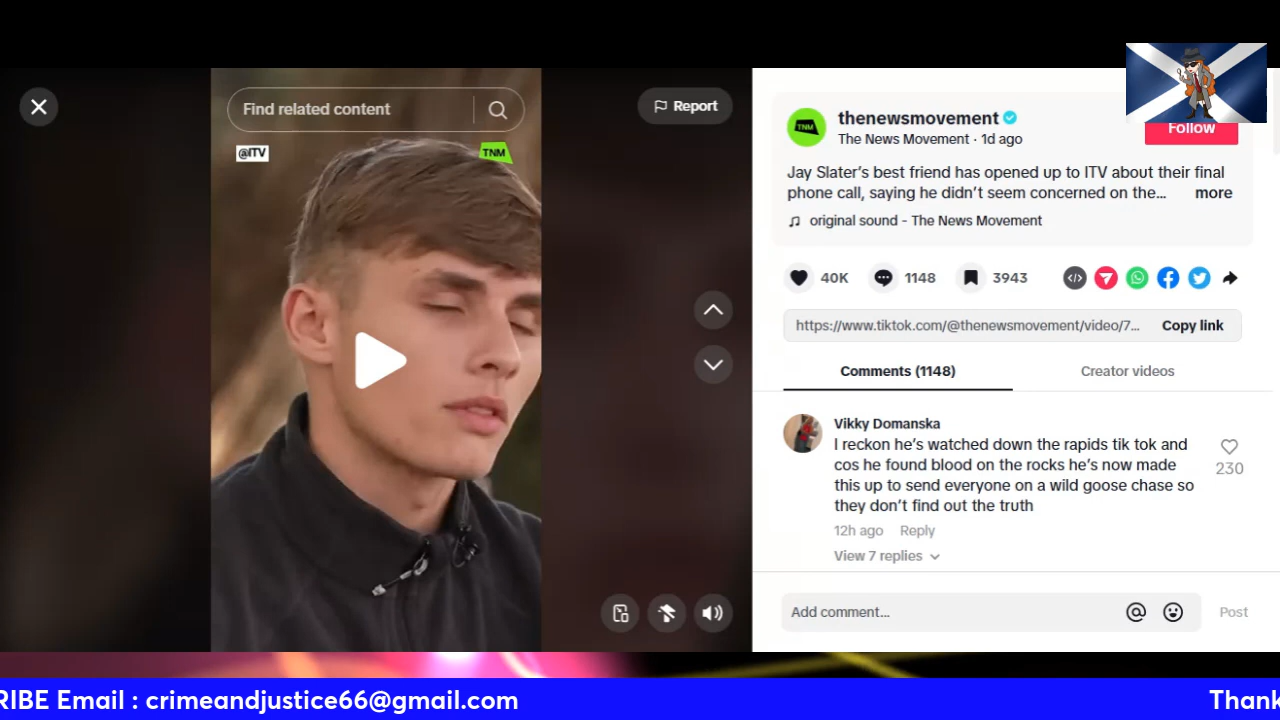 Find related content
Report
@ITV
TNM
TNM
thenewsmovement
The News Movement · 1d ago
Follow
Jay Slater’s best friend has opened up to ITV about their final
phone call, saying he didn’t seem concerned on the... more
original sound - The News Movement
40K
1148
3943
https://www.tiktok.com/@thenewsmovement/video/7...
Copy link
Comments (1148)
Creator videos
Vikky Domanska
I reckon he’s watched down the rapids tik tok and
cos he found blood on the rocks he’s now made
this up to send everyone on a wild goose chase so
they don’t find out the truth
230
12h ago Reply
View 7 replies
Add comment...
Post
RIBE Email : crimeandjustice66@gmail.com
Thank